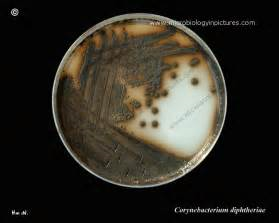 ©
www.microbiologyinpictures.com
Corynebacterium diphtheriae